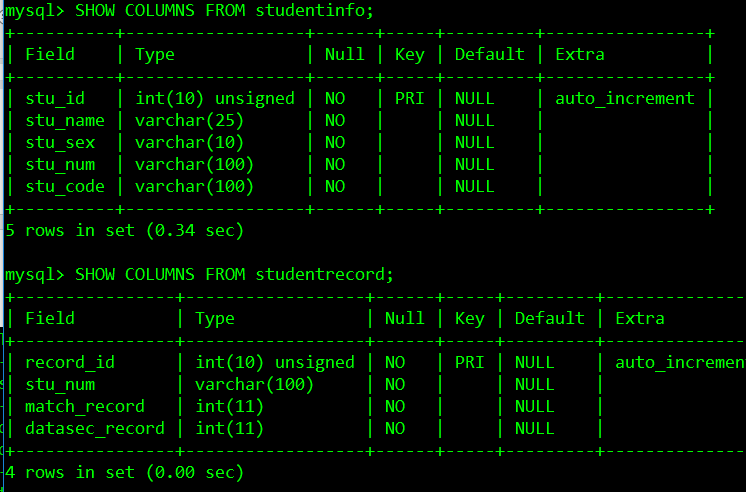 mysql> SHOW COLUMNS FROM studentinfo;
+----------+------------------+------+-----+---------+----------------+
| Field    | Type             | Null | Key | Default | Extra          |
+----------+------------------+------+-----+---------+----------------+
| stu_id   | int(10) unsigned | NO   | PRI | NULL    | auto_increment |
| stu_name | varchar(25)      | NO   |     | NULL    |                |
| stu_sex  | varchar(10)      | NO   |     | NULL    |                |
| stu_num  | varchar(100)     | NO   |     | NULL    |                |
| stu_code | varchar(100)     | NO   |     | NULL    |                |
+----------+------------------+------+-----+---------+----------------+
5 rows in set (0.34 sec)
mysql> SHOW COLUMNS FROM studentrecord;
+----------------+------------------+------+-----+---------+--------------
| Field          | Type             | Null | Key | Default | Extra
+----------------+------------------+------+-----+---------+--------------
| record_id      | int(10) unsigned | NO   | PRI | NULL    | auto_incremen
| stu_num        | varchar(100)     | NO   |     | NULL    |
| match_record   | int(11)          | NO   |     | NULL    |
| datasec_record | int(11)          | NO   |     | NULL    |
+----------------+------------------+------+-----+---------+--------------
4 rows in set (0.00 sec)